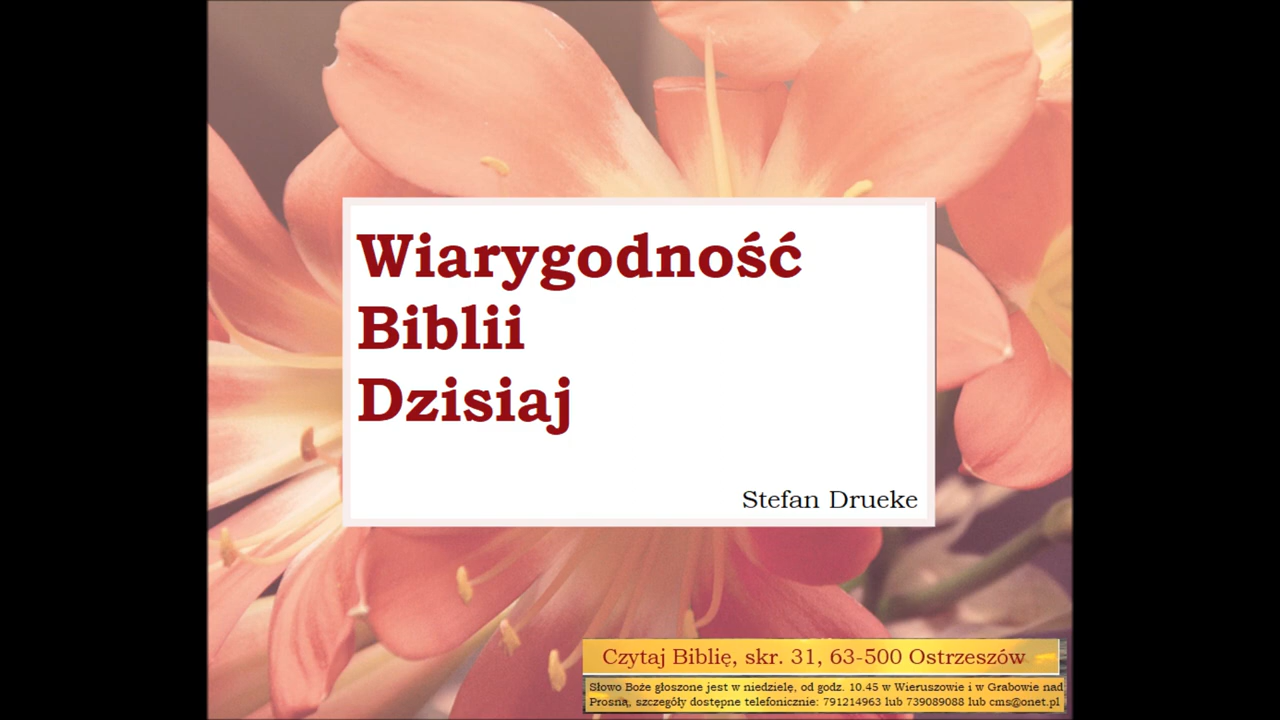 Wiarygodność
Biblii
Dzisiaj
Stefan Drueke
Czytaj Biblię, skr. 31, 63-500 Ostrzeszów
Słowo Boże głoszone jest w niedzielę, od godz. 10.45 w Wieruszowie i w Grabowie nad
Prosną, szczegóły dostępne telefonicznie: 791214963 lub 739089088 lub cms@onet.pl